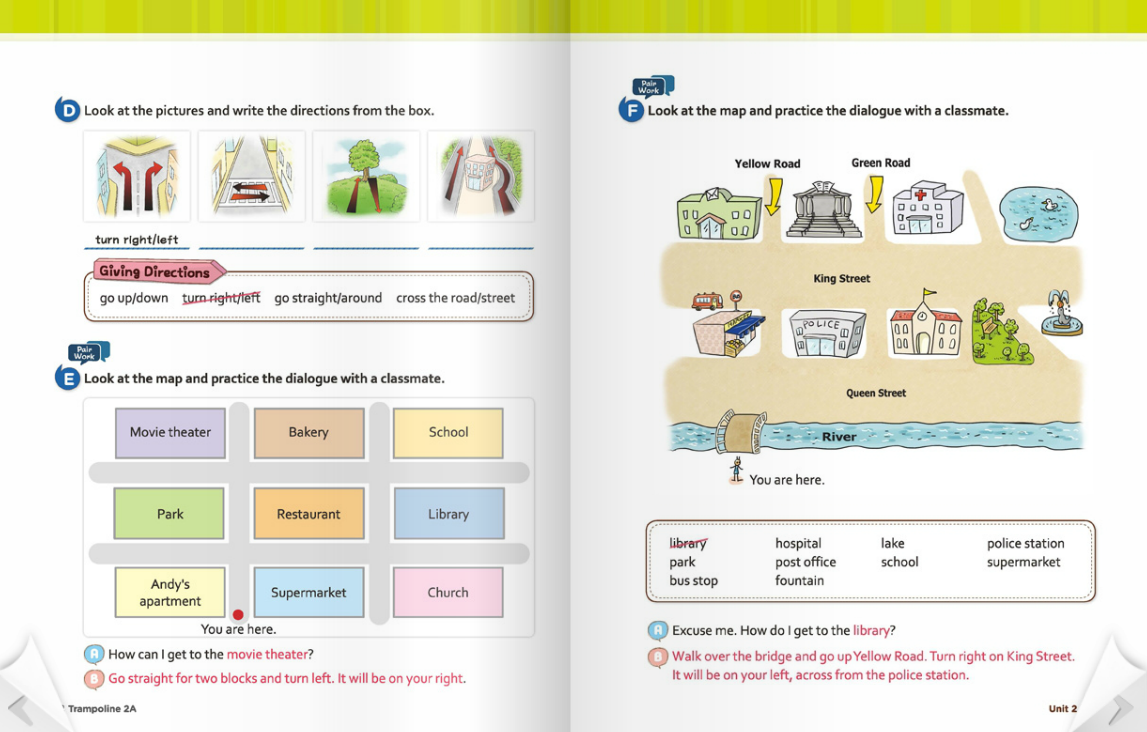 D Look at the pictures and write the directions from the box.
turn right/left
Giving Directions
go up/down turn right/left go straight/around cross the road/street
Pair
Work
E Look at the map and practice the dialogue with a classmate.
Movie theater Bakery School
Park Restaurant Library
Andy's
apartment Supermarket Church
You are here.
A How can I get to the movie theater?
B Go straight for two blocks and turn left. It will be on your right.
Trampoline 2A
Pair
Work
F Look at the map and practice the dialogue with a classmate.
Yellow Road Green Road
King Street
POLICE
Queen Street
River
You are here.
library hospital lake police station
park post office school supermarket
bus stop fountain
A Excuse me. How do I get to the library?
B Walk over the bridge and go up Yellow Road. Turn right on King Street.
It will be on your left, across from the police station.
Unit 2